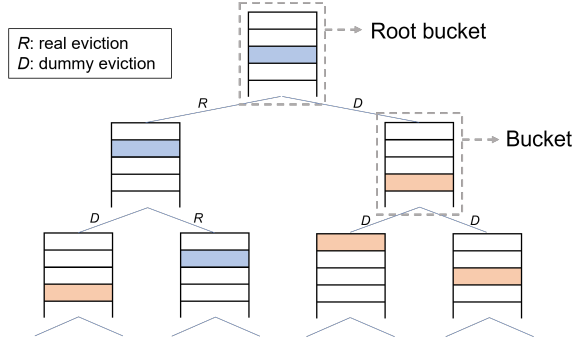 Root bucket
R: real eviction
D: dummy eviction
R
D
Bucket
D
R
D
D